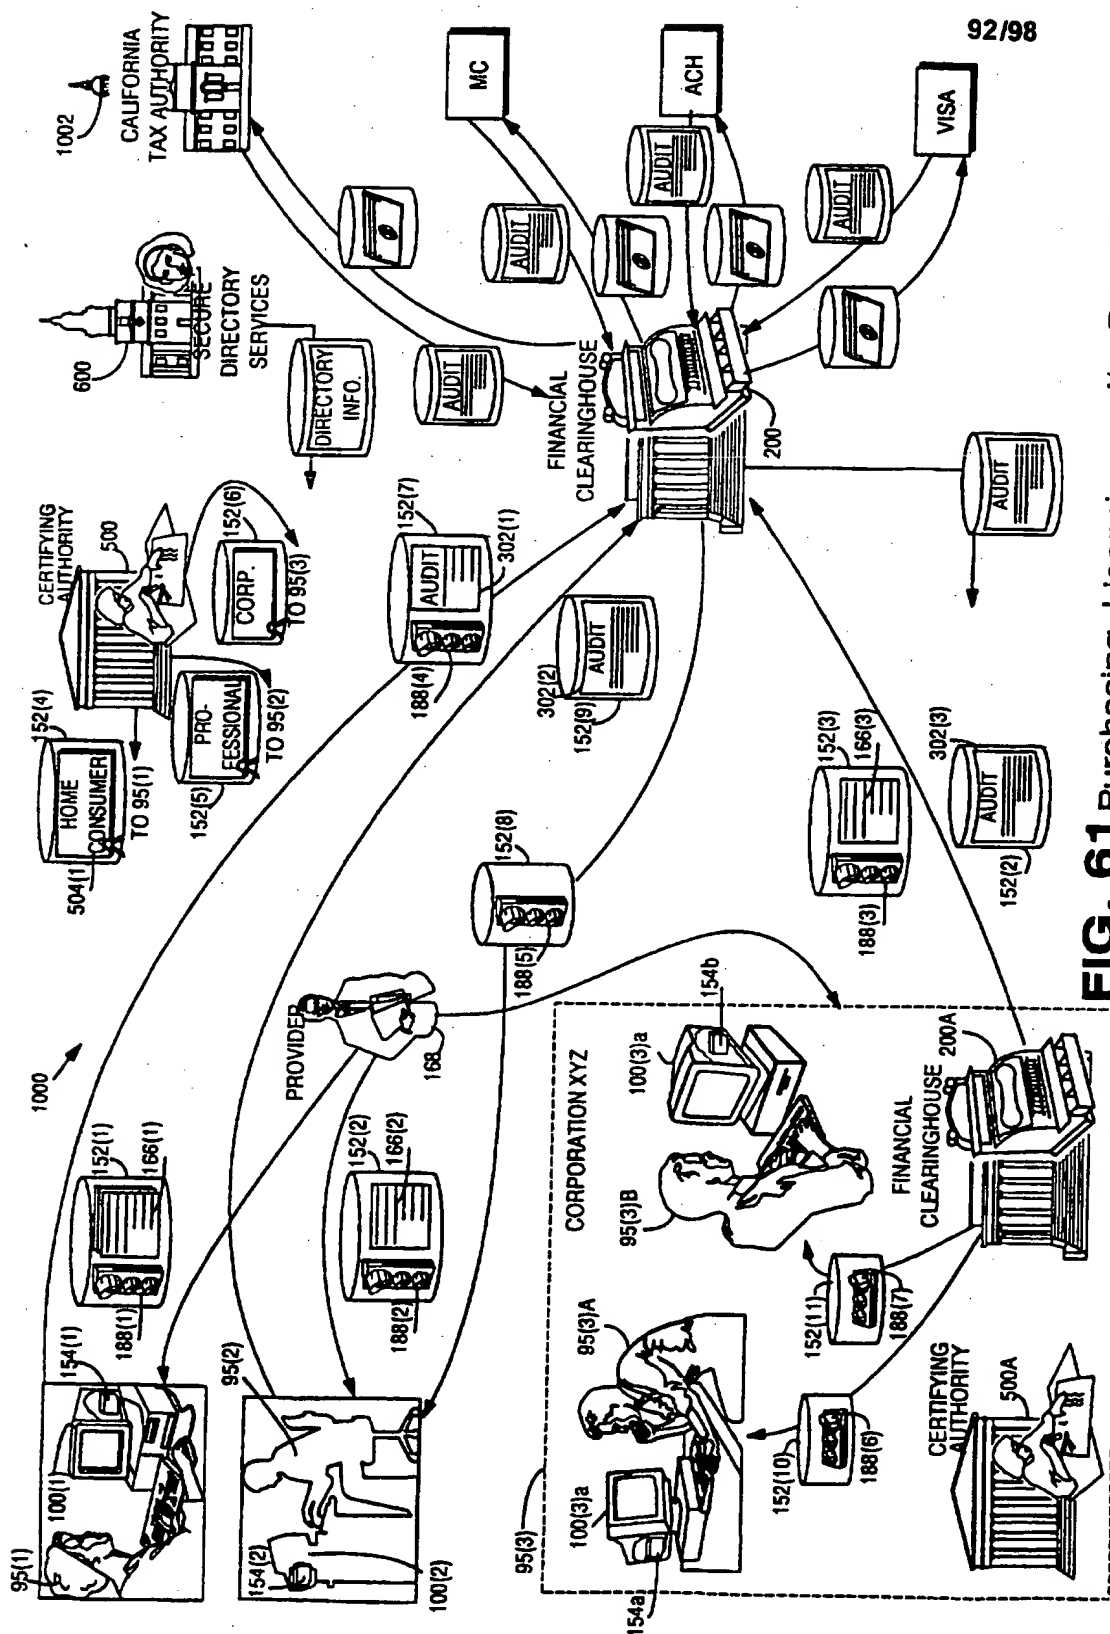 92/98
1002
CALIFORNIA
TAX AUTHORITY
600
SECURE
DIRECTORY
SERVICES
DIRECTORY
INFO.
MC
ACH
VISA
AUDIT
AUDIT
AUDIT
AUDIT
FINANCIAL
CLEARINGHOUSE
200
AUDIT
CERTIFYING
AUTHORITY
500
152(4)
HOME
CONSUMER
504(1
TO 95(1)
PRO-
FESSIONAL
152(5)
TO 95(2)
152(6)
CORP.
TO 95(3)
152(7)
AUDIT
302(1)
188(4)
302(2)
AUDIT
152(9)
152(8)
188(5)
152(3)
166(3)
188(3)
302(3)
AUDIT
152(2)
1000
PROVIDER
168
152(1)
166(1)
188(1)
152(2)
166(2)
188(2)
95(1)
100(1)
154(1)
95(2)
154(2)
100(2)
95(3)
CORPORATION XYZ
154b
100(3)a
95(3)B
95(3)A
100(3)a
154a
152(11)
188(7)
152(10)
188(6)
FINANCIAL
CLEARINGHOUSE
200A
CERTIFYING
AUTHORITY
500A
FIG. 61 Purchasing, Licensing